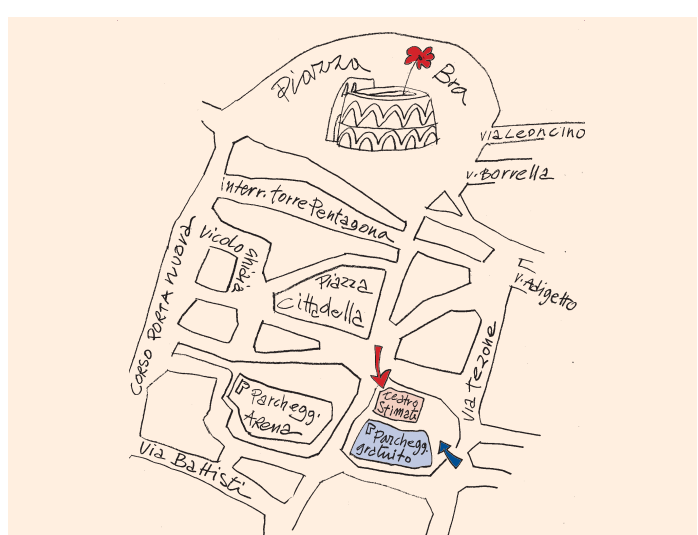 Piazza
Bra
via Leoncino
v. Borrella
interr. torre Pentagona
Vicolo
Ghiaia
Piazza
Cittadella
v. Adigetto
CORSO PORTA NUOVA
via Tezone
Teatro
Stimate
P Parchegg.
Arena
P Parchegg.
gratuito
Via Battisti